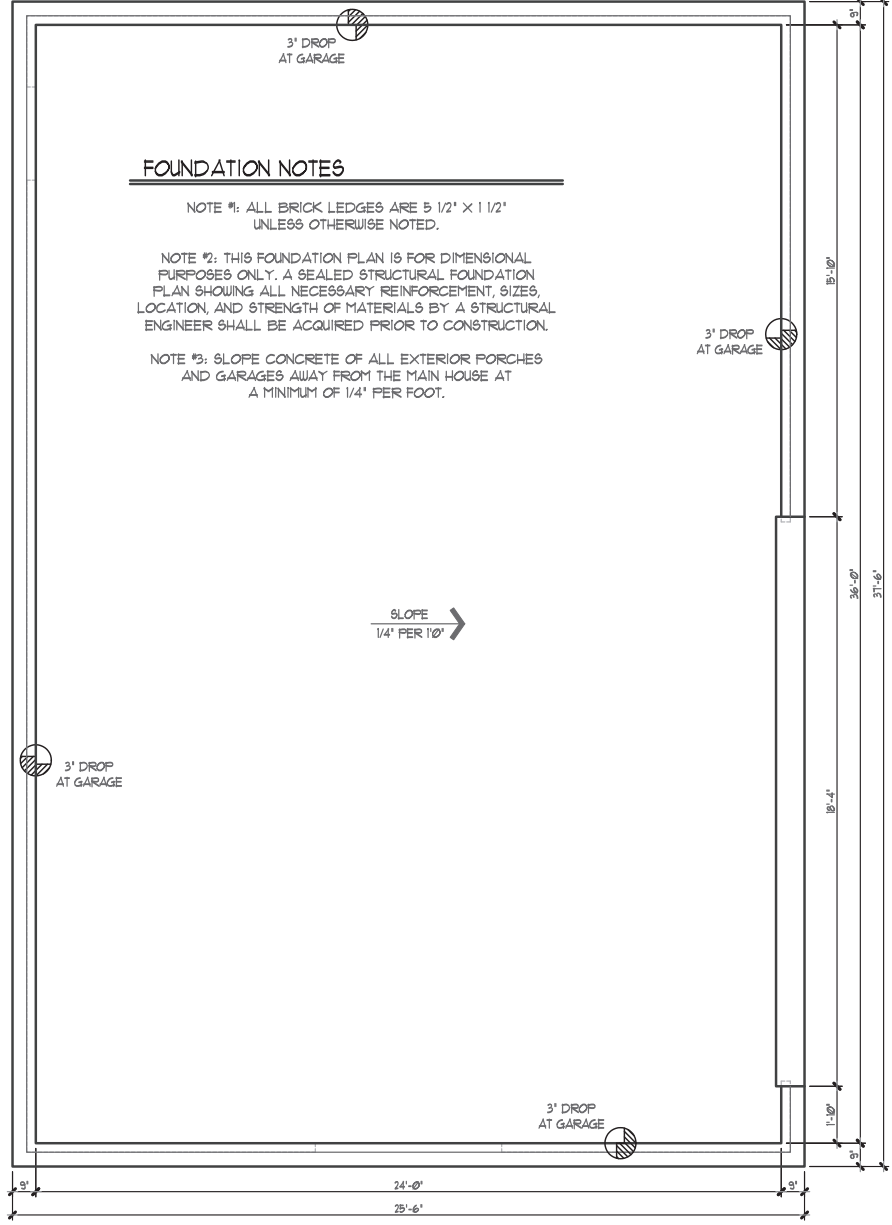 9"
3" DROP
AT GARAGE
FOUNDATION NOTES
NOTE #1: ALL BRICK LEDGES ARE 5 1/2" X 1 1/2"
UNLESS OTHERWISE NOTED.
NOTE #2: THIS FOUNDATION PLAN IS FOR DIMENSIONAL
PURPOSES ONLY. A SEALED STRUCTURAL FOUNDATION
PLAN SHOWING ALL NECESSARY REINFORCEMENT, SIZES,
LOCATION, AND STRENGTH OF MATERIALS BY A STRUCTURAL
ENGINEER SHALL BE ACQUIRED PRIOR TO CONSTRUCTION.
NOTE #3: SLOPE CONCRETE OF ALL EXTERIOR PORCHES
AND GARAGES AWAY FROM THE MAIN HOUSE AT
A MINIMUM OF 1/4" PER FOOT.
15'-10"
3" DROP
AT GARAGE
36'-0"
37'-6"
SLOPE
1/4" PER 1'0"
3" DROP
AT GARAGE
18'-4"
3" DROP
AT GARAGE
1'-10"
9"
9"
24'-0"
9"
25'-6"